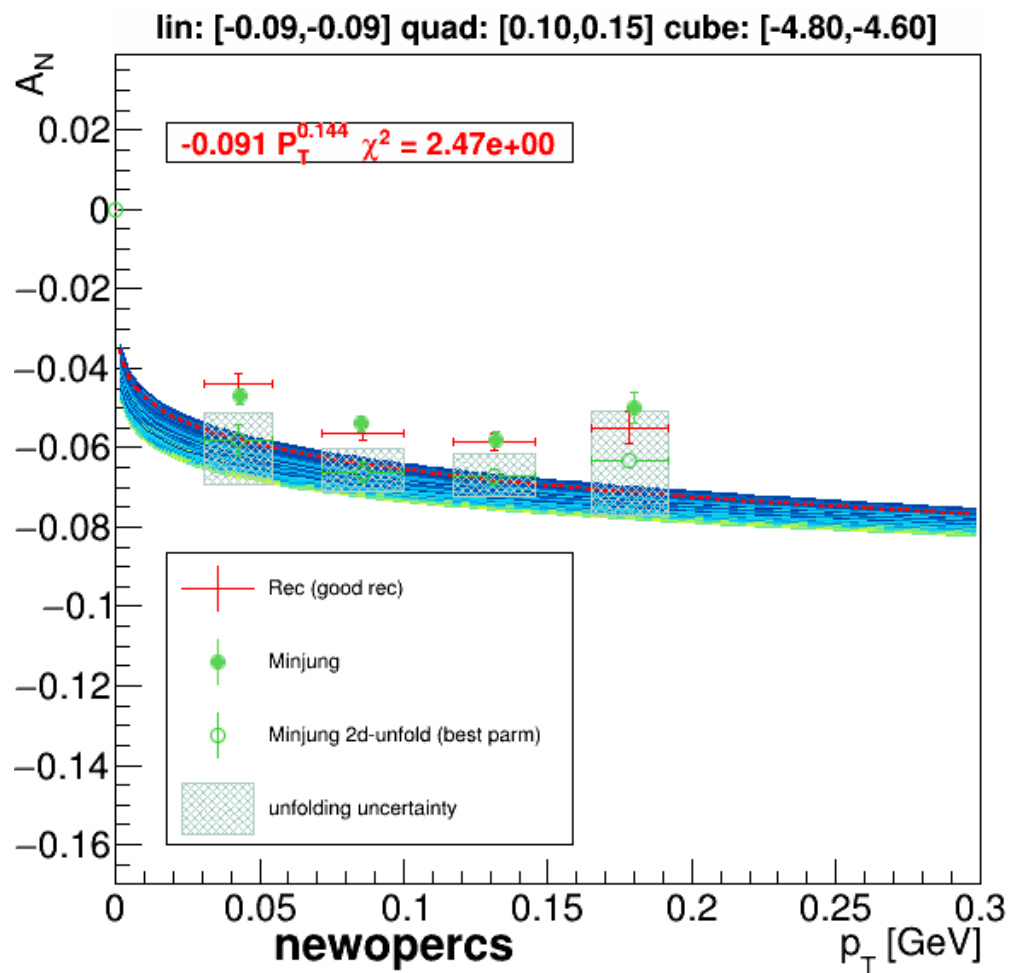 lin: [-0.09,-0.09] quad: [0.10,0.15] cube: [-4.80,-4.60]
A_N
-0.091 P_T^0.144 χ² = 2.47e+00
0.02
0
−0.02
−0.04
−0.06
−0.08
−0.1
−0.12
−0.14
−0.16
Rec (good rec)
Minjung
Minjung 2d-unfold (best parm)
unfolding uncertainty
0 0.05 0.1 0.15 0.2 0.25 0.3
newopercs
p_T [GeV]